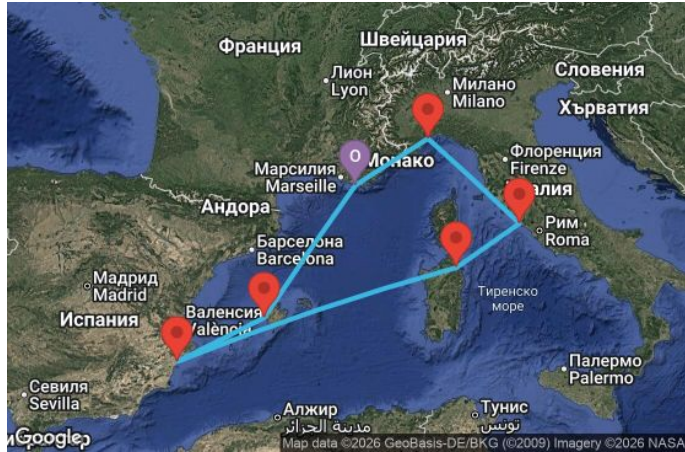 Франция
Швейцария
Лион
Lyon
Милано
Milano
Словения
Хърватия
O
Марсилия
Marseille
Монако
Флоренция
Firenze
Андора
Рим
Roma
Барселона
Barcelona
Мадрид
Madrid
Валенсия
València
Испания
Тиренско
море
Палермо
Palermo
Севиля
Sevilla
Алжир
مدينة الجزائر
Тунис
تونس
Google
Map data ©2026 GeoBasis-DE/BKG (©2009) Imagery ©2026 NASA